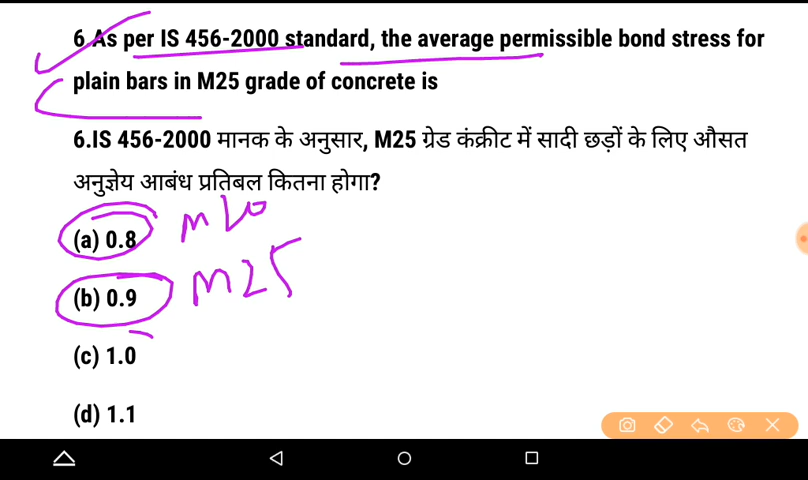 6 As per IS 456-2000 standard, the average permissible bond stress for
plain bars in M25 grade of concrete is
6.IS 456-2000 मानक के अनुसार, M25 ग्रेड कंक्रीट में सादी छड़ों के लिए औसत
अनुज्ञेय आबंध प्रतिबल कितना होगा?
(a) 0.8 M20
(b) 0.9 M25
(c) 1.0
(d) 1.1